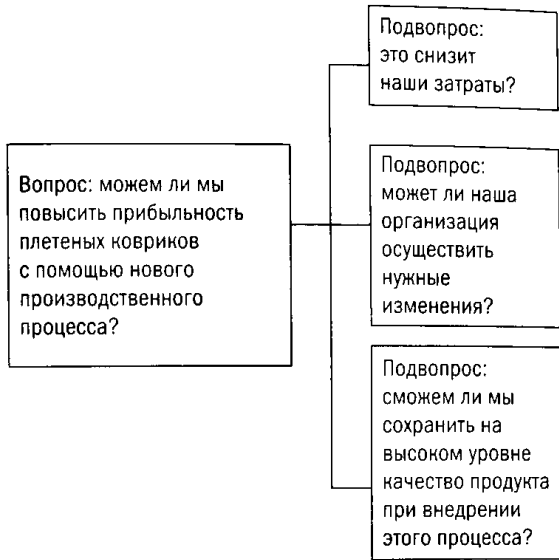 Подвопрос:
это снизит
наши затраты?
Вопрос: можем ли мы
повысить прибыльность
плетеных ковриков
с помощью нового
производственного
процесса?
Подвопрос:
может ли наша
организация
осуществить
нужные
изменения?
Подвопрос:
сможем ли мы
сохранить на
высоком уровне
качество продукта
при внедрении
этого процесса?